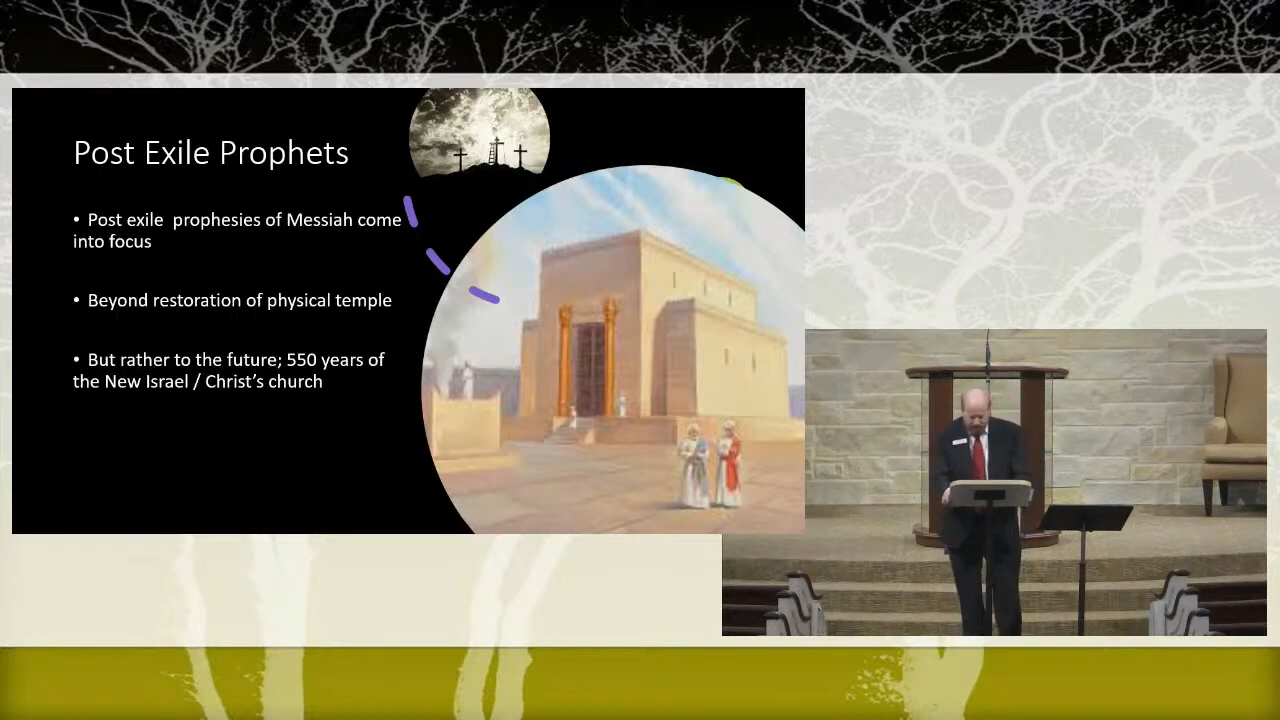 Post Exile Prophets
• Post exile  prophesies of Messiah come
into focus
• Beyond restoration of physical temple
• But rather to the future; 550 years of
the New Israel / Christ's church